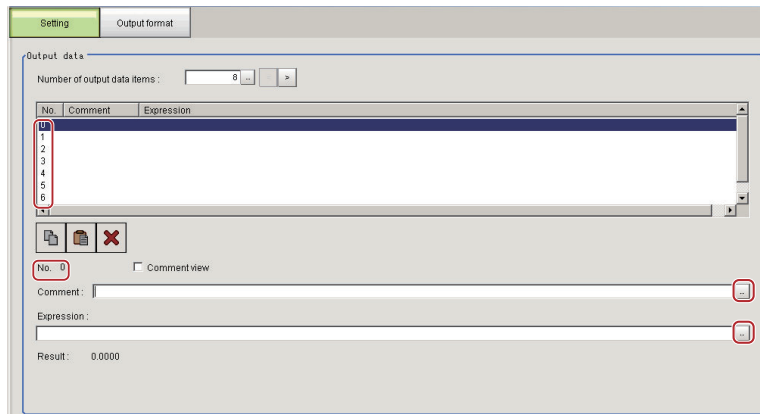 Setting Output format
Output data
Number of output data items : 8 .. >
No. Comment Expression
0
1
2
3
4
5
6
No. 0 Comment view
Comment : ..
Expression :
..
Result : 0.0000